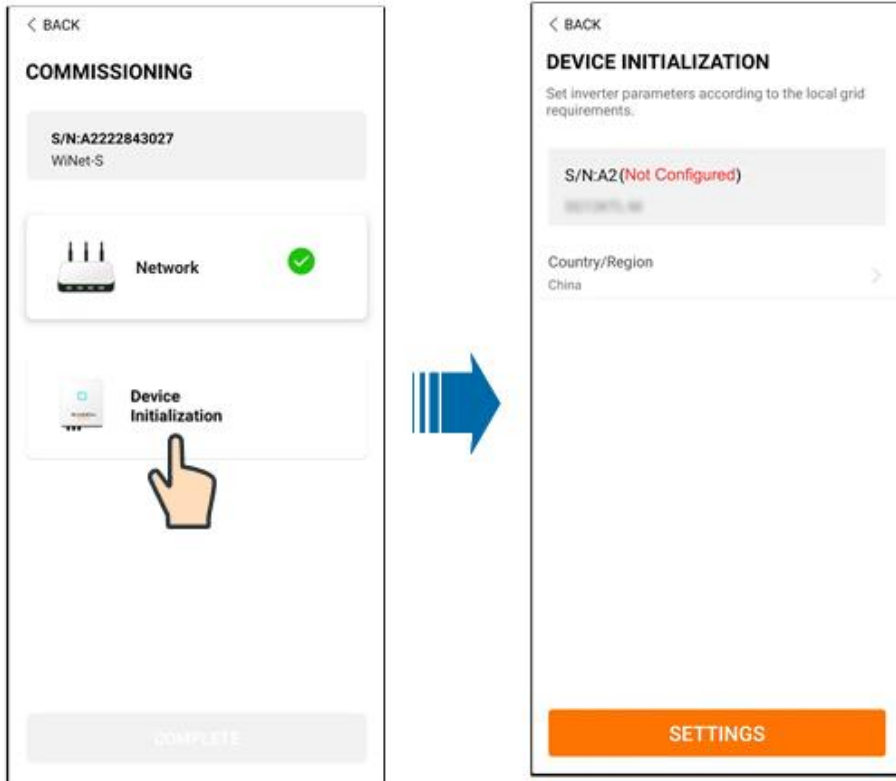 < BACK
COMMISSIONING
S/N:A2222843027
WiNet-S
Network
Device
Initialization
COMPLETE
< BACK
DEVICE INITIALIZATION
Set inverter parameters according to the local grid
requirements.
S/N:A2(Not Configured)
Country/Region
China
SETTINGS